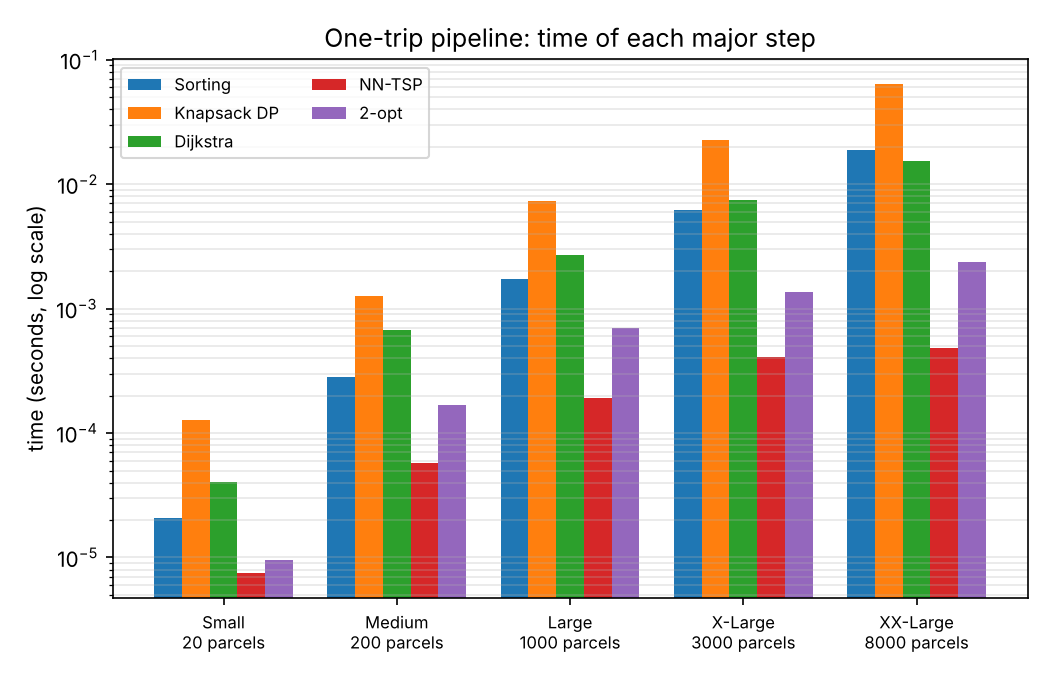 One-trip pipeline: time of each major step
time (seconds, log scale)
10⁻¹
10⁻²
10⁻³
10⁻⁴
10⁻⁵
Sorting
Knapsack DP
Dijkstra
NN-TSP
2-opt
Small
20 parcels
Medium
200 parcels
Large
1000 parcels
X-Large
3000 parcels
XX-Large
8000 parcels